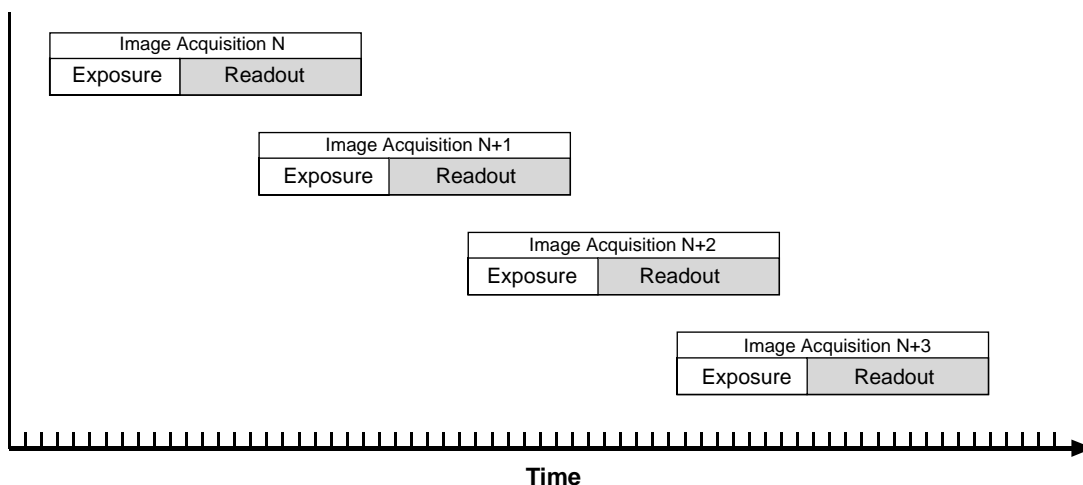 Image Acquisition N
Exposure Readout
Image Acquisition N+1
Exposure Readout
Image Acquisition N+2
Exposure Readout
Image Acquisition N+3
Exposure Readout
Time